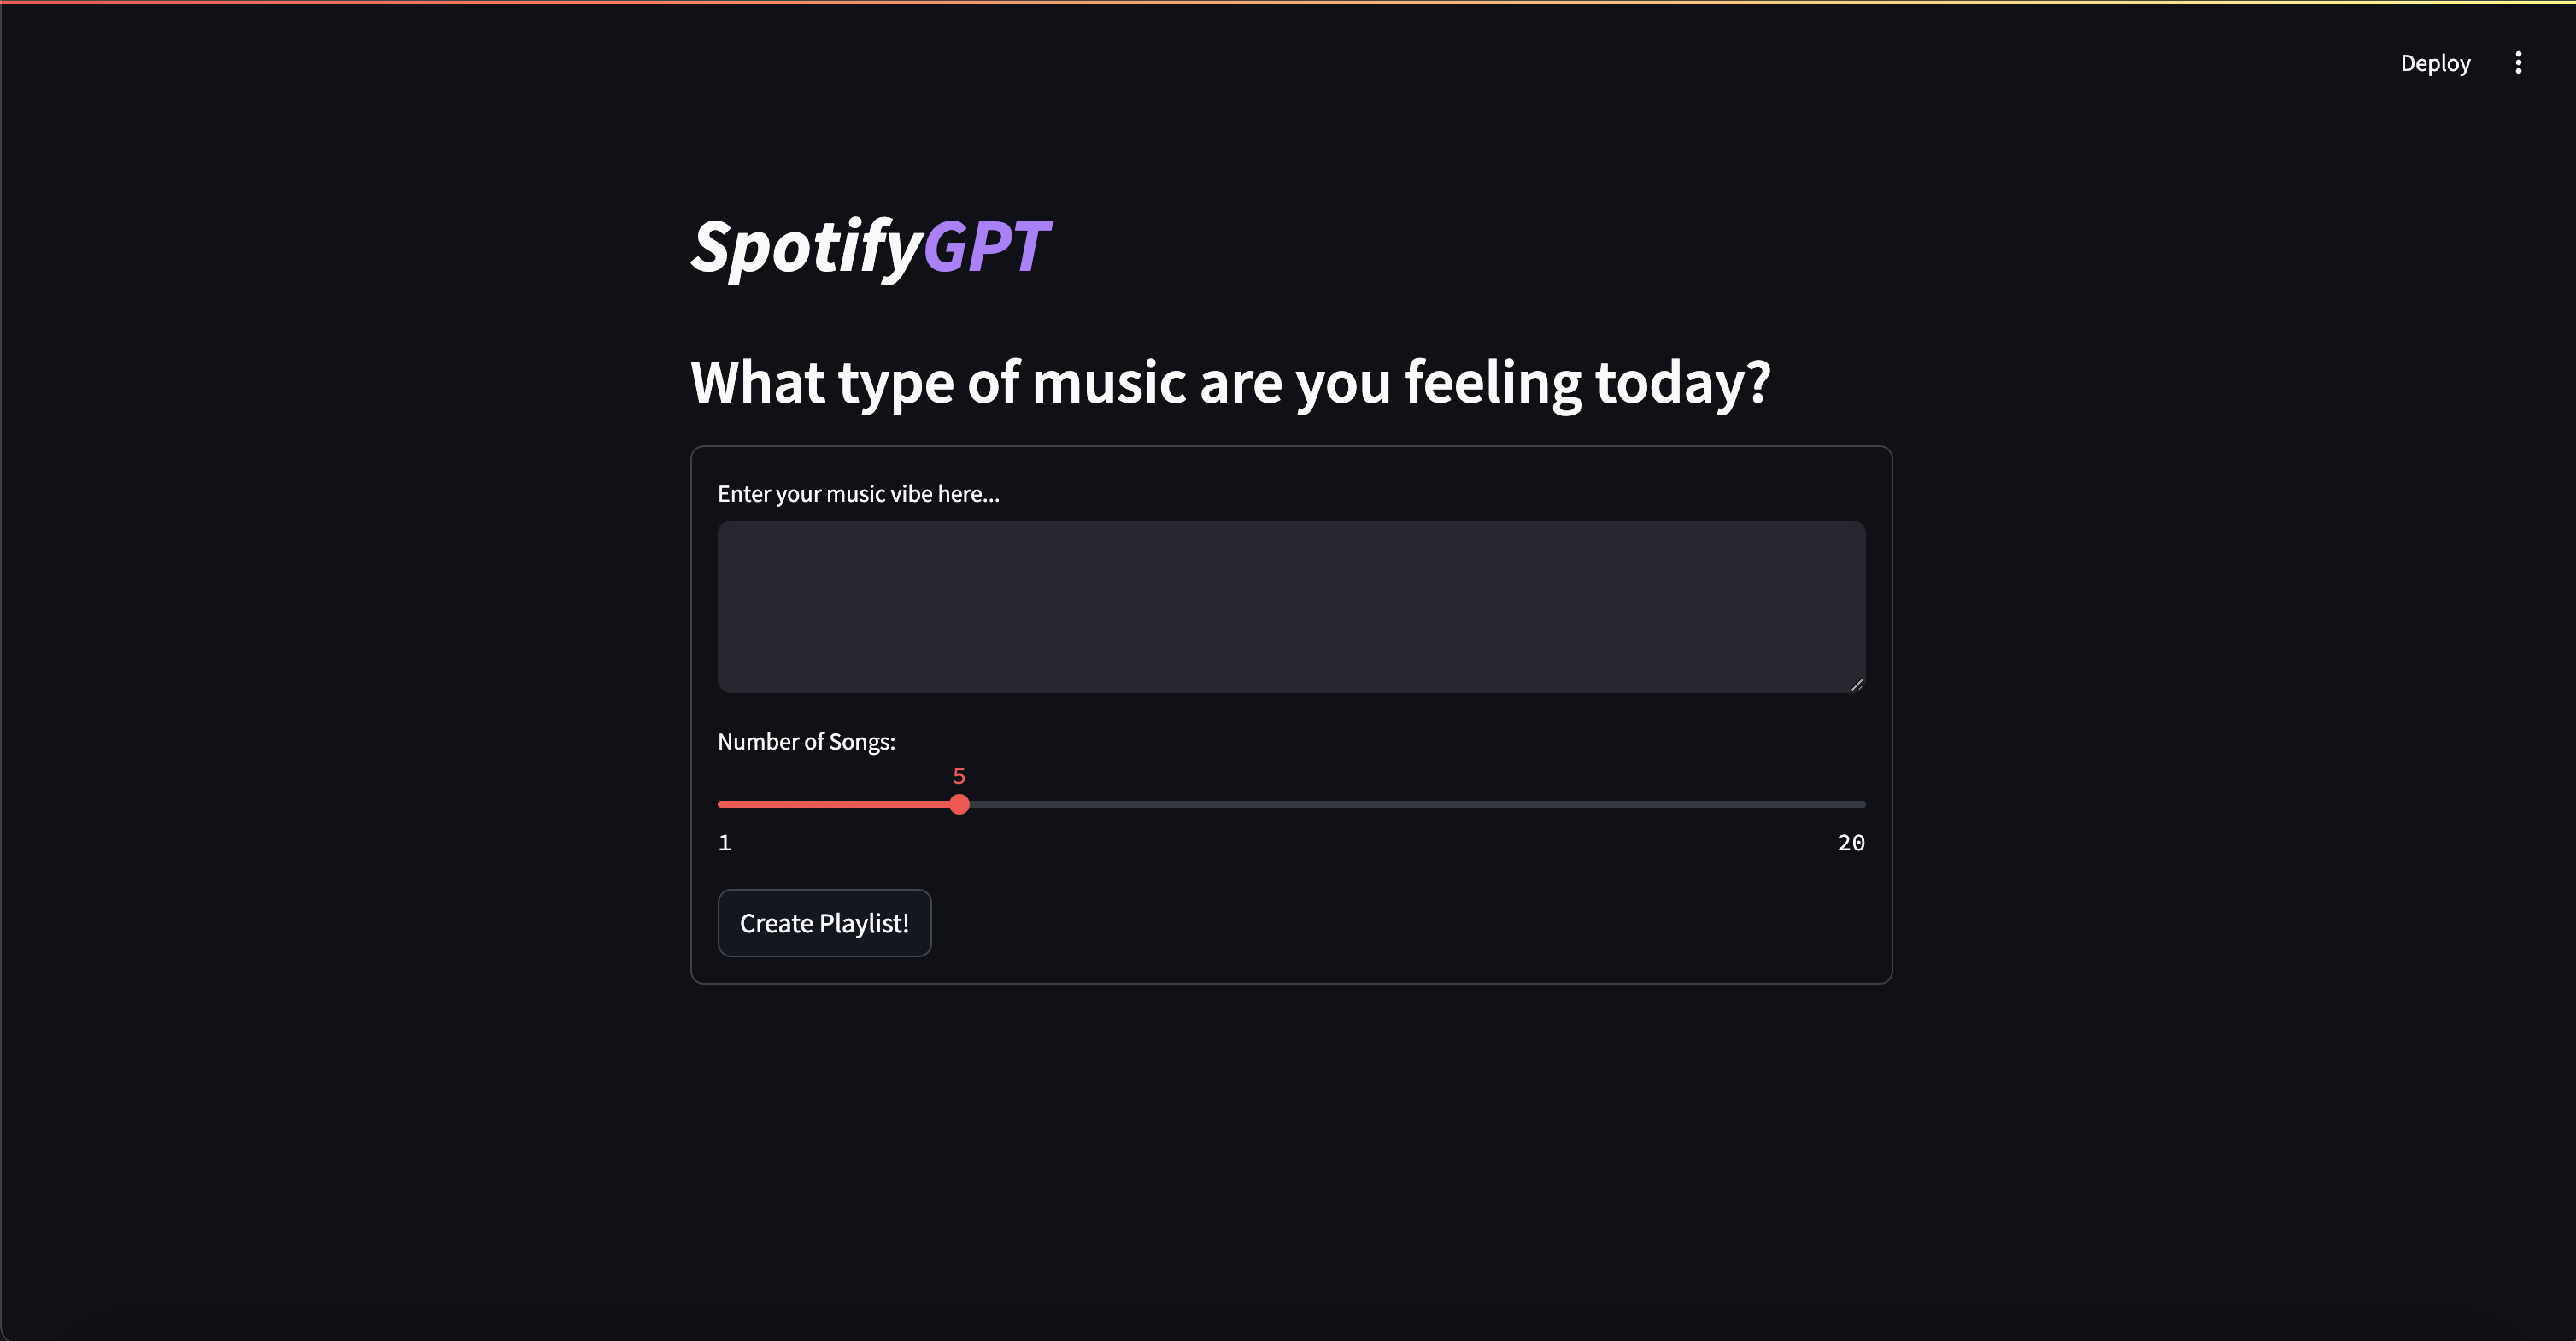 Deploy
SpotifyGPT
What type of music are you feeling today?
Enter your music vibe here...
Number of Songs:
5
1 20
Create Playlist!